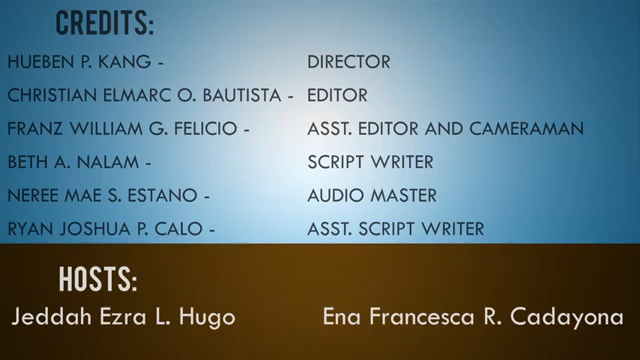 CREDITS:
HUEBEN P. KANG - DIRECTOR
CHRISTIAN ELMARC O. BAUTISTA - EDITOR
FRANZ WILLIAM G. FELICIO - ASST. EDITOR AND CAMERAMAN
BETH A. NALAM - SCRIPT WRITER
NEREE MAE S. ESTANO - AUDIO MASTER
RYAN JOSHUA P. CALO - ASST. SCRIPT WRITER
HOSTS:
Jeddah Ezra L. Hugo Ena Francesca R. Cadayona